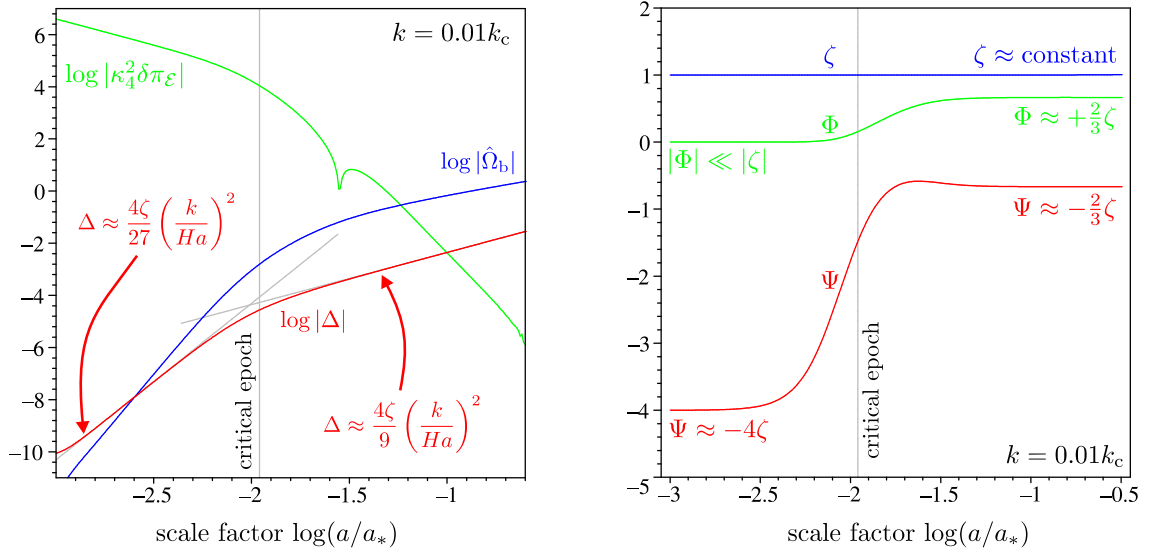 k = 0.01k_c
log |κ_4^2 δπ_ℰ|
log |Ω̂_b|
Δ ≈ 4ζ/27 (k/Ha)^2
log |Δ|
Δ ≈ 4ζ/9 (k/Ha)^2
critical epoch
6
4
2
0
−2
−4
−6
−8
−10
−2.5
−2
−1.5
−1
scale factor log(a/a_*)
ζ
ζ ≈ constant
Φ
Φ ≈ +2/3 ζ
|Φ| ≪ |ζ|
Ψ ≈ −2/3 ζ
Ψ
Ψ ≈ −4ζ
critical epoch
k = 0.01k_c
2
1
0
−1
−2
−3
−4
−5
−3
−2.5
−2
−1.5
−1
−0.5
scale factor log(a/a_*)